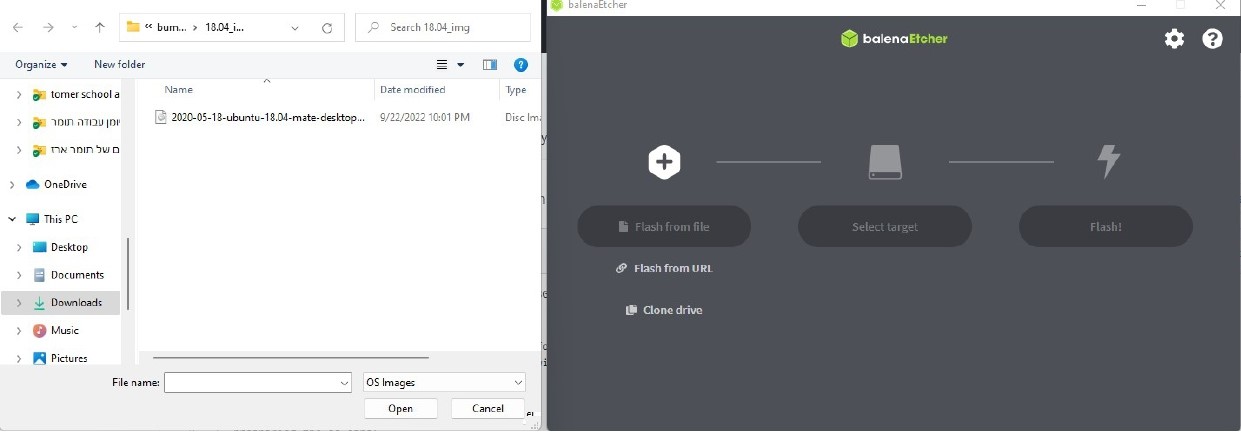 balenaEtcher
burn... > 18.04_i...
Search 18.04_img
balenaEtcher
Organize
New folder
Name
Date modified
Type
tomer school a
2020-05-18-ubuntu-18.04-mate-desktop...
9/22/2022 10:01 PM
Disc Ima
יומן עבודה תומר
ם של תומר ארז
OneDrive
This PC
Desktop
Documents
Downloads
Music
Pictures
File name:
OS Images
Open
Cancel
Flash from file
Select target
Flash!
Flash from URL
Clone drive